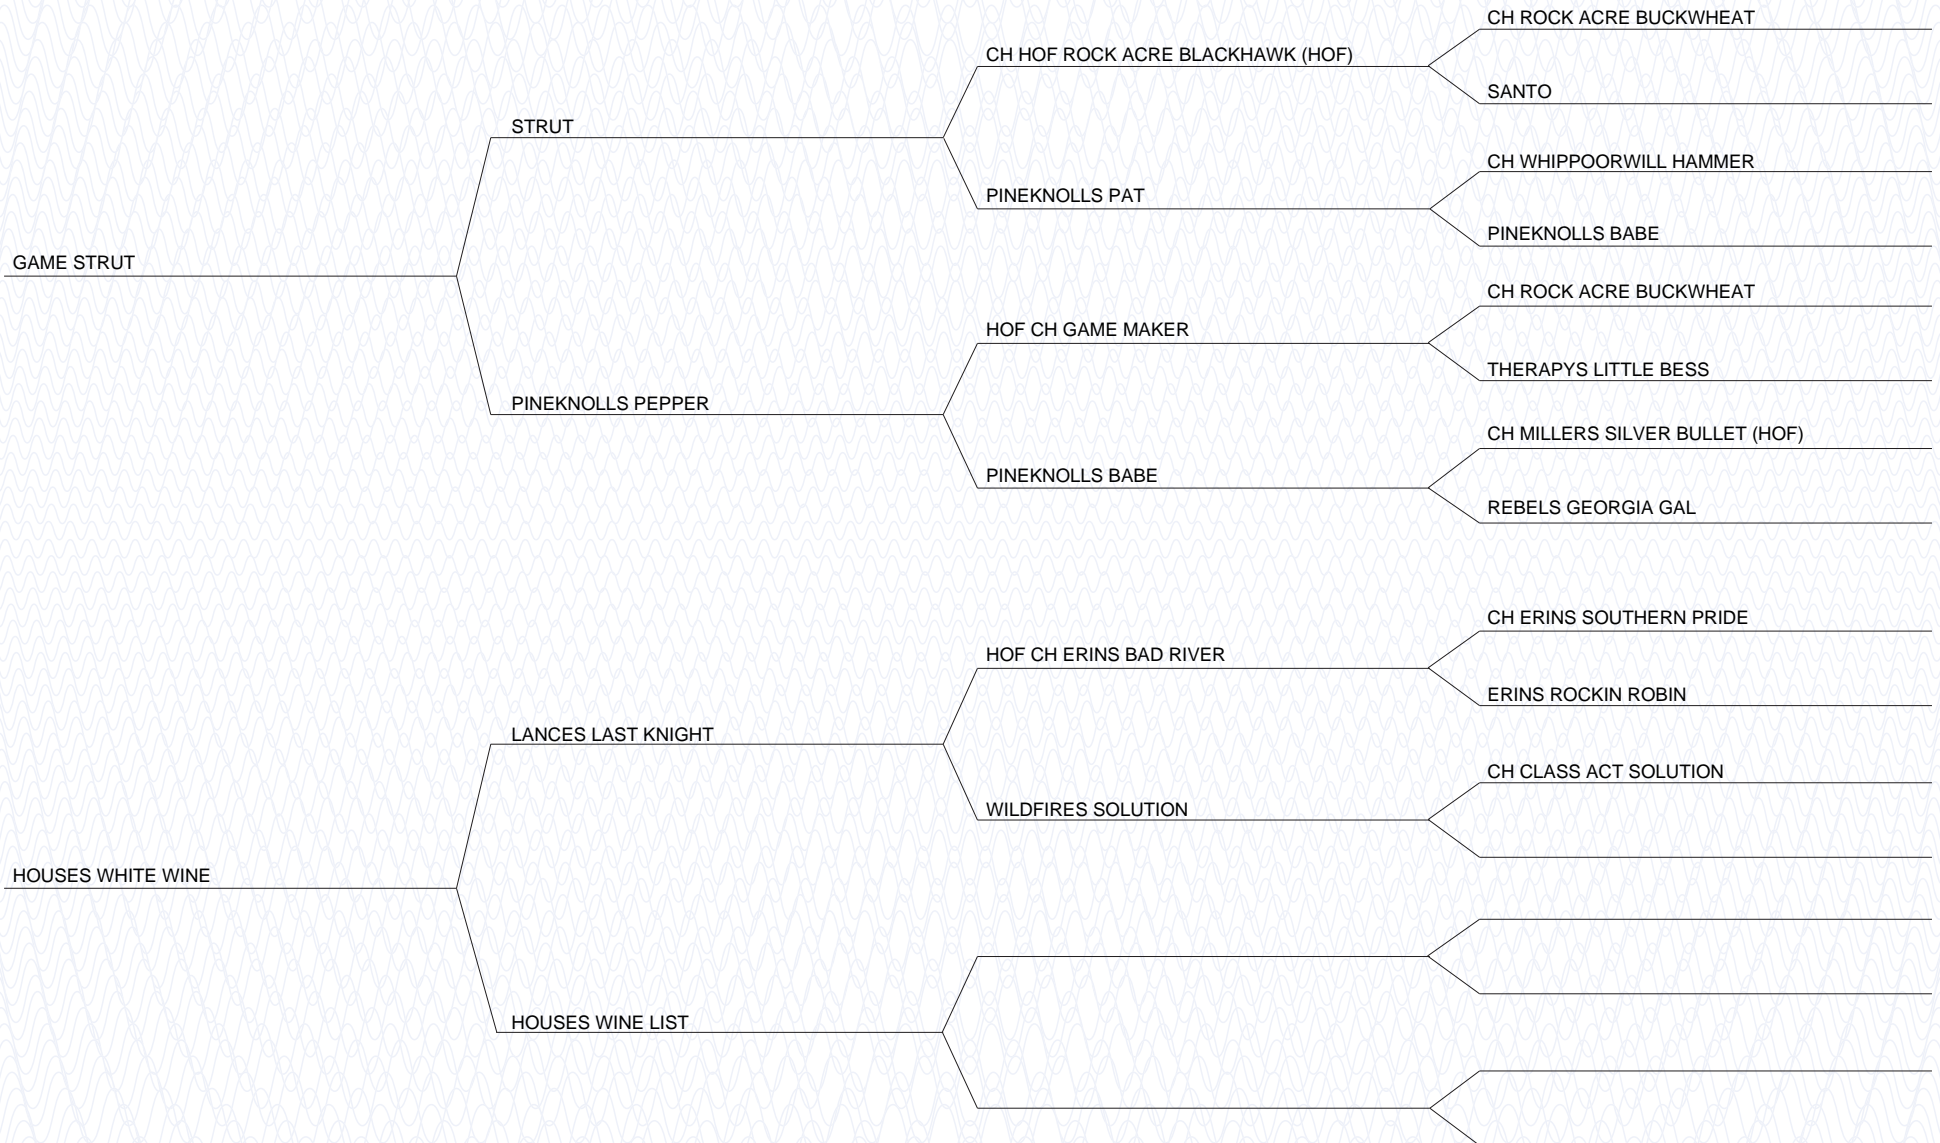 CH ROCK ACRE BUCKWHEAT
CH HOF ROCK ACRE BLACKHAWK (HOF)
SANTO
STRUT
CH WHIPPOORWILL HAMMER
PINEKNOLLS PAT
PINEKNOLLS BABE
GAME STRUT
CH ROCK ACRE BUCKWHEAT
HOF CH GAME MAKER
THERAPYS LITTLE BESS
PINEKNOLLS PEPPER
CH MILLERS SILVER BULLET (HOF)
PINEKNOLLS BABE
REBELS GEORGIA GAL
CH ERINS SOUTHERN PRIDE
HOF CH ERINS BAD RIVER
ERINS ROCKIN ROBIN
LANCES LAST KNIGHT
CH CLASS ACT SOLUTION
WILDFIRES SOLUTION
HOUSES WHITE WINE
HOUSES WINE LIST